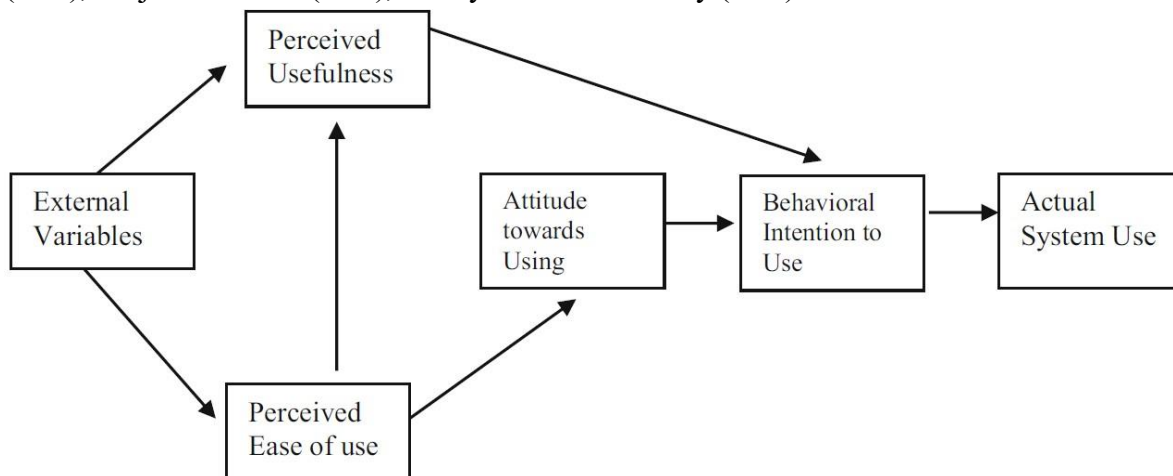 Perceived
Usefulness
External
Variables
Attitude
towards
Using
Behavioral
Intention to
Use
Actual
System Use
Perceived
Ease of use